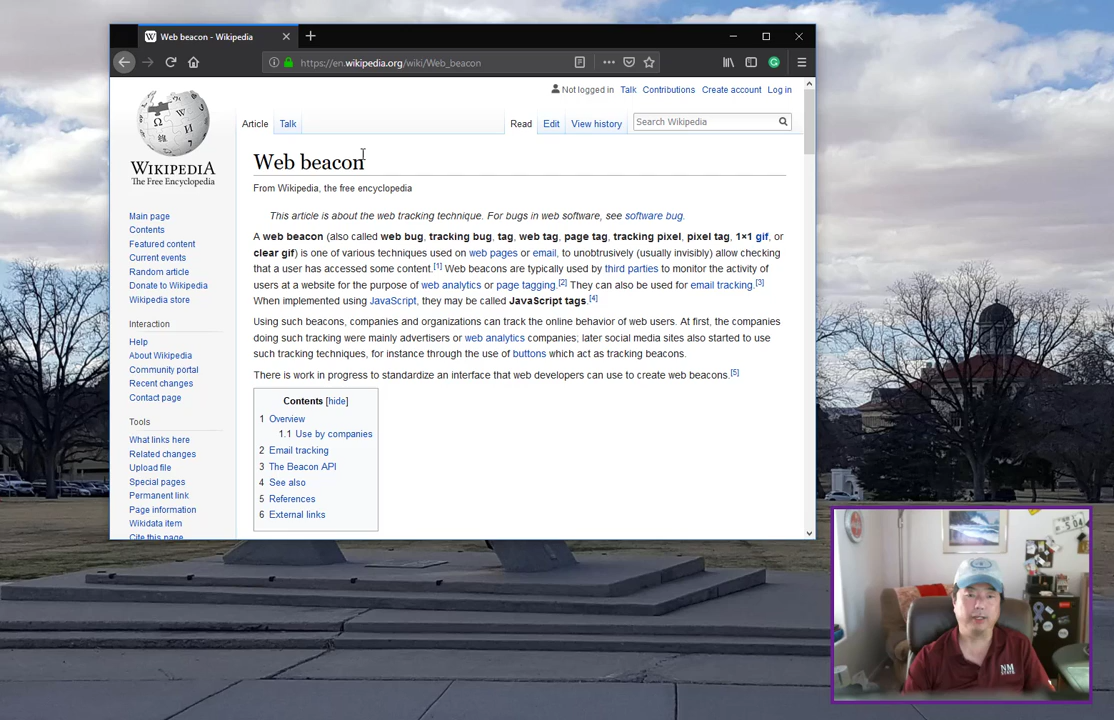 Web beacon - Wikipedia
https://en.wikipedia.org/wiki/Web_beacon
Not logged in Talk Contributions Create account Log in
Article Talk Read Edit View history Search Wikipedia
WIKIPEDIA
The Free Encyclopedia
Main page
Contents
Featured content
Current events
Random article
Donate to Wikipedia
Wikipedia store
Interaction
Help
About Wikipedia
Community portal
Recent changes
Contact page
Tools
What links here
Related changes
Upload file
Special pages
Permanent link
Page information
Wikidata item
Cite this page
Web beacon
From Wikipedia, the free encyclopedia
This article is about the web tracking technique. For bugs in web software, see software bug.
A web beacon (also called web bug, tracking bug, tag, web tag, page tag, tracking pixel, pixel tag, 1×1 gif, or
clear gif) is one of various techniques used on web pages or email, to unobtrusively (usually invisibly) allow checking
that a user has accessed some content.[1] Web beacons are typically used by third parties to monitor the activity of
users at a website for the purpose of web analytics or page tagging.[2] They can also be used for email tracking.[3]
When implemented using JavaScript, they may be called JavaScript tags.[4]
Using such beacons, companies and organizations can track the online behavior of web users. At first, the companies
doing such tracking were mainly advertisers or web analytics companies; later social media sites also started to use
such tracking techniques, for instance through the use of buttons which act as tracking beacons.
There is work in progress to standardize an interface that web developers can use to create web beacons.[5]
Contents [hide]
1 Overview
1.1 Use by companies
2 Email tracking
3 The Beacon API
4 See also
5 References
6 External links
NM
STATE